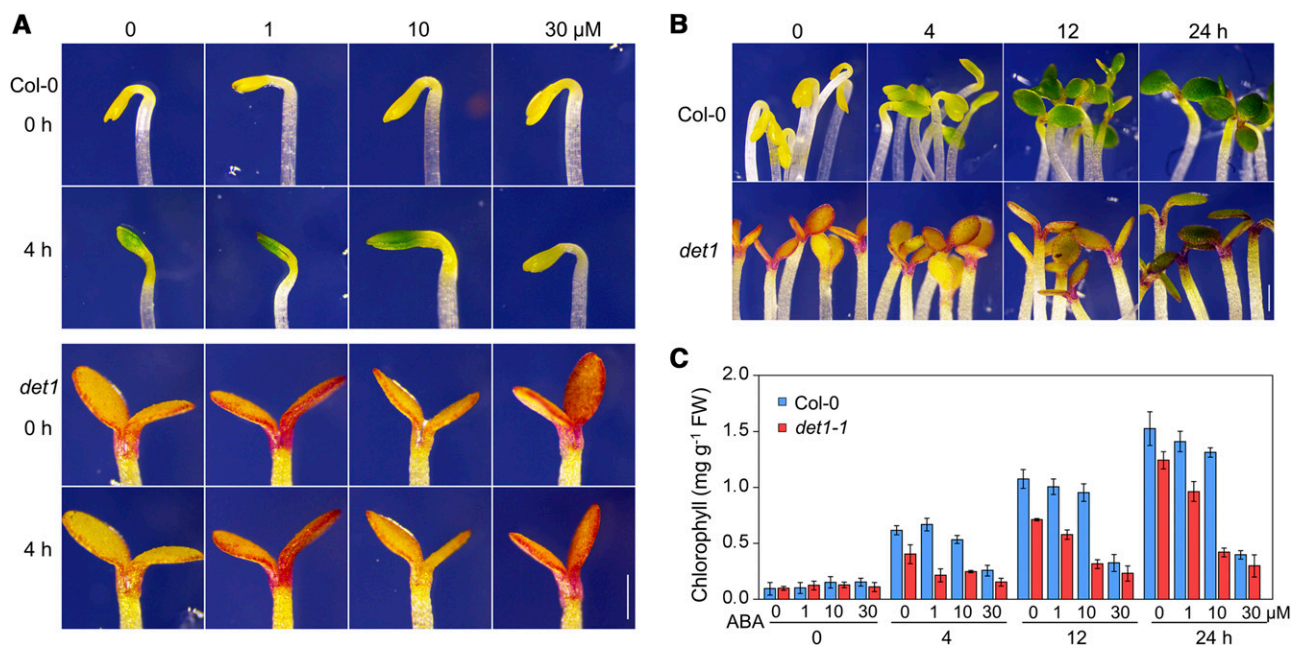 A
0 1 10 30 µM
Col-0
0 h
4 h
det1
0 h
4 h
B
0 4 12 24 h
Col-0
det1
C
Chlorophyll (mg g⁻¹ FW)
2.0
1.5
1.0
0.5
0.0
Col-0
det1-1
ABA 0 1 10 30 0 1 10 30 0 1 10 30 0 1 10 30 µM
0 4 12 24 h